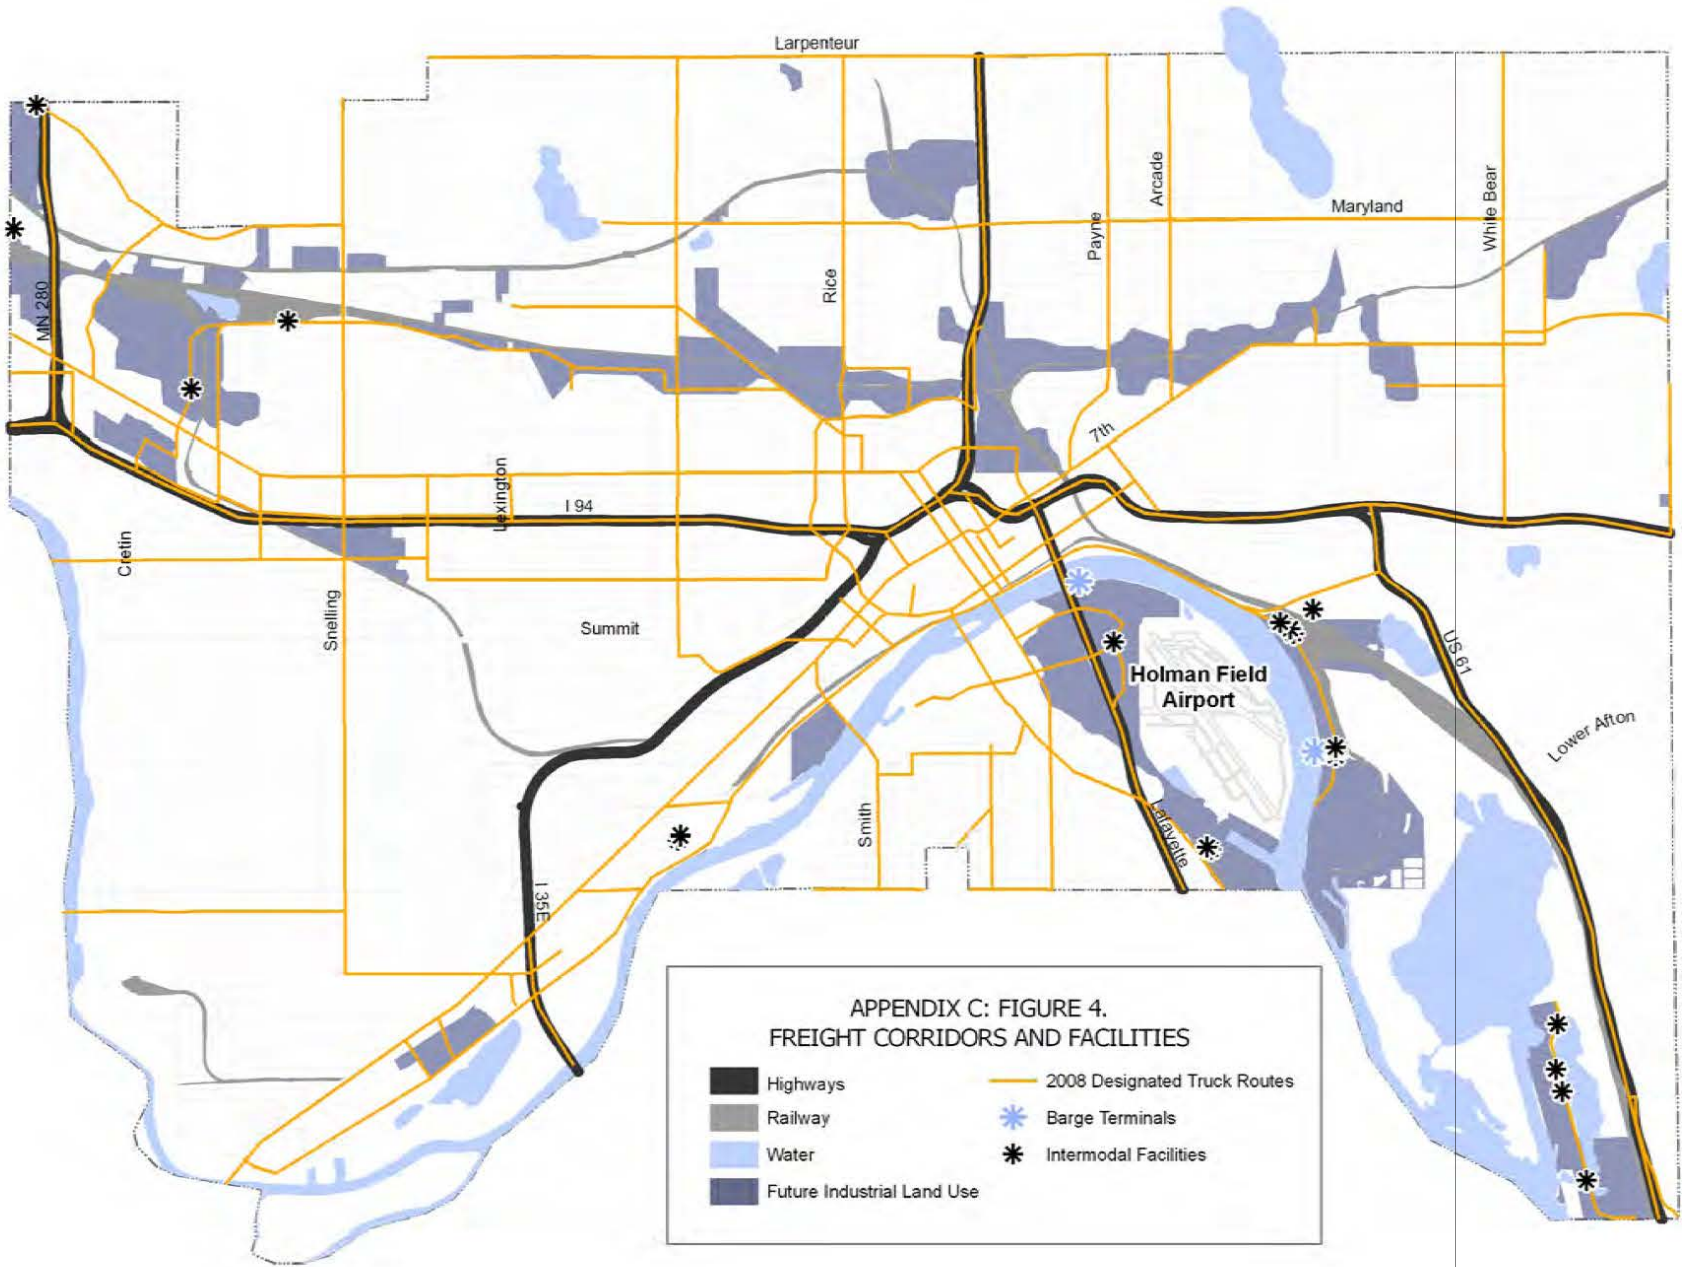 Larpenteur
Arcade
White Bear
Maryland
Payne
Rice
MN 280
7th
Lexington
I 94
Cretin
Snelling
Summit
US 61
Holman Field
Airport
Lower Afton
Smith
Lafayette
I 35E
APPENDIX C: FIGURE 4.
FREIGHT CORRIDORS AND FACILITIES
Highways
2008 Designated Truck Routes
Railway
Barge Terminals
Water
Intermodal Facilities
Future Industrial Land Use